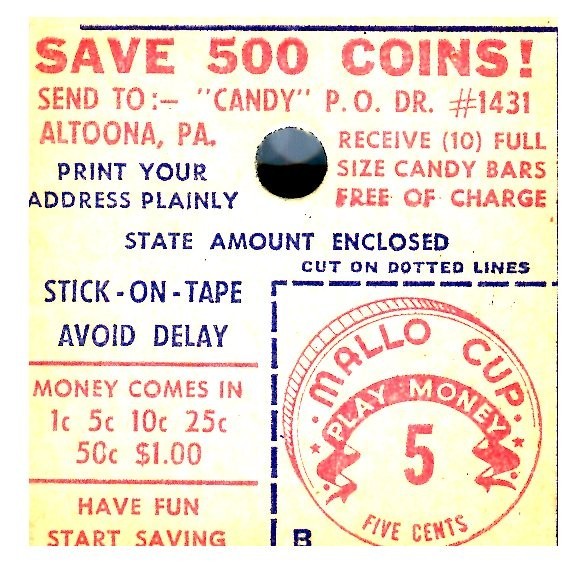 SAVE 500 COINS!
SEND TO :— "CANDY" P.O. DR. #1431
ALTOONA, PA.
RECEIVE (10) FULL
SIZE CANDY BARS
FREE OF CHARGE
PRINT YOUR
ADDRESS PLAINLY
STATE AMOUNT ENCLOSED
CUT ON DOTTED LINES
STICK-ON-TAPE
AVOID DELAY
MONEY COMES IN
1c 5c 10c 25c
50c $1.00
HAVE FUN
START SAVING
MALLO CUP
PLAY MONEY
5
FIVE CENTS
B